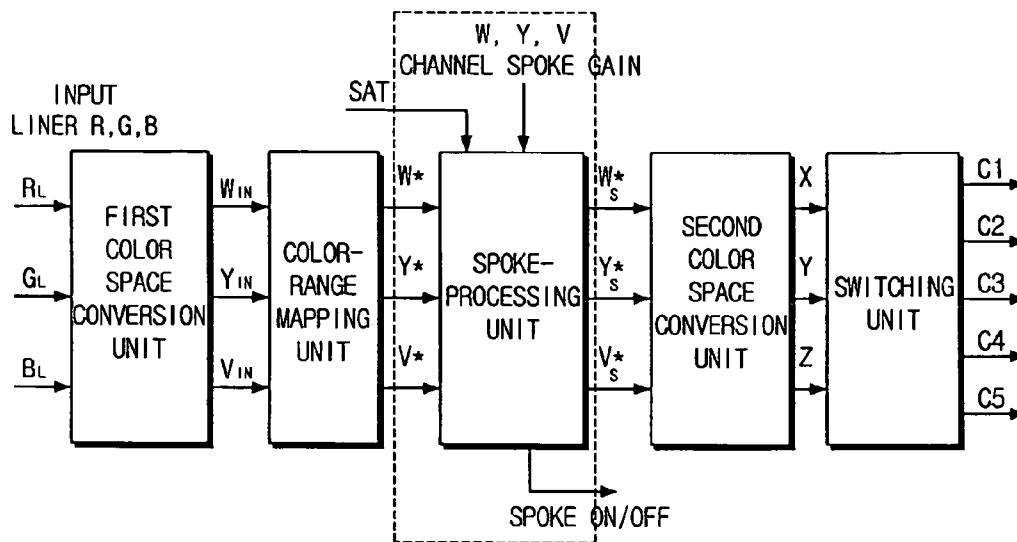 W, Y, V
CHANNEL SPOKE GAIN
SAT
INPUT
LINER R,G,B
RL
GL
BL
FIRST
COLOR
SPACE
CONVERSION
UNIT
WIN
YIN
VIN
COLOR-
RANGE
MAPPING
UNIT
W*
Y*
V*
SPOKE-
PROCESSING
UNIT
W*S
Y*S
V*S
SECOND
COLOR
SPACE
CONVERSION
UNIT
X
Y
Z
SWITCHING
UNIT
C1
C2
C3
C4
C5
SPOKE ON/OFF